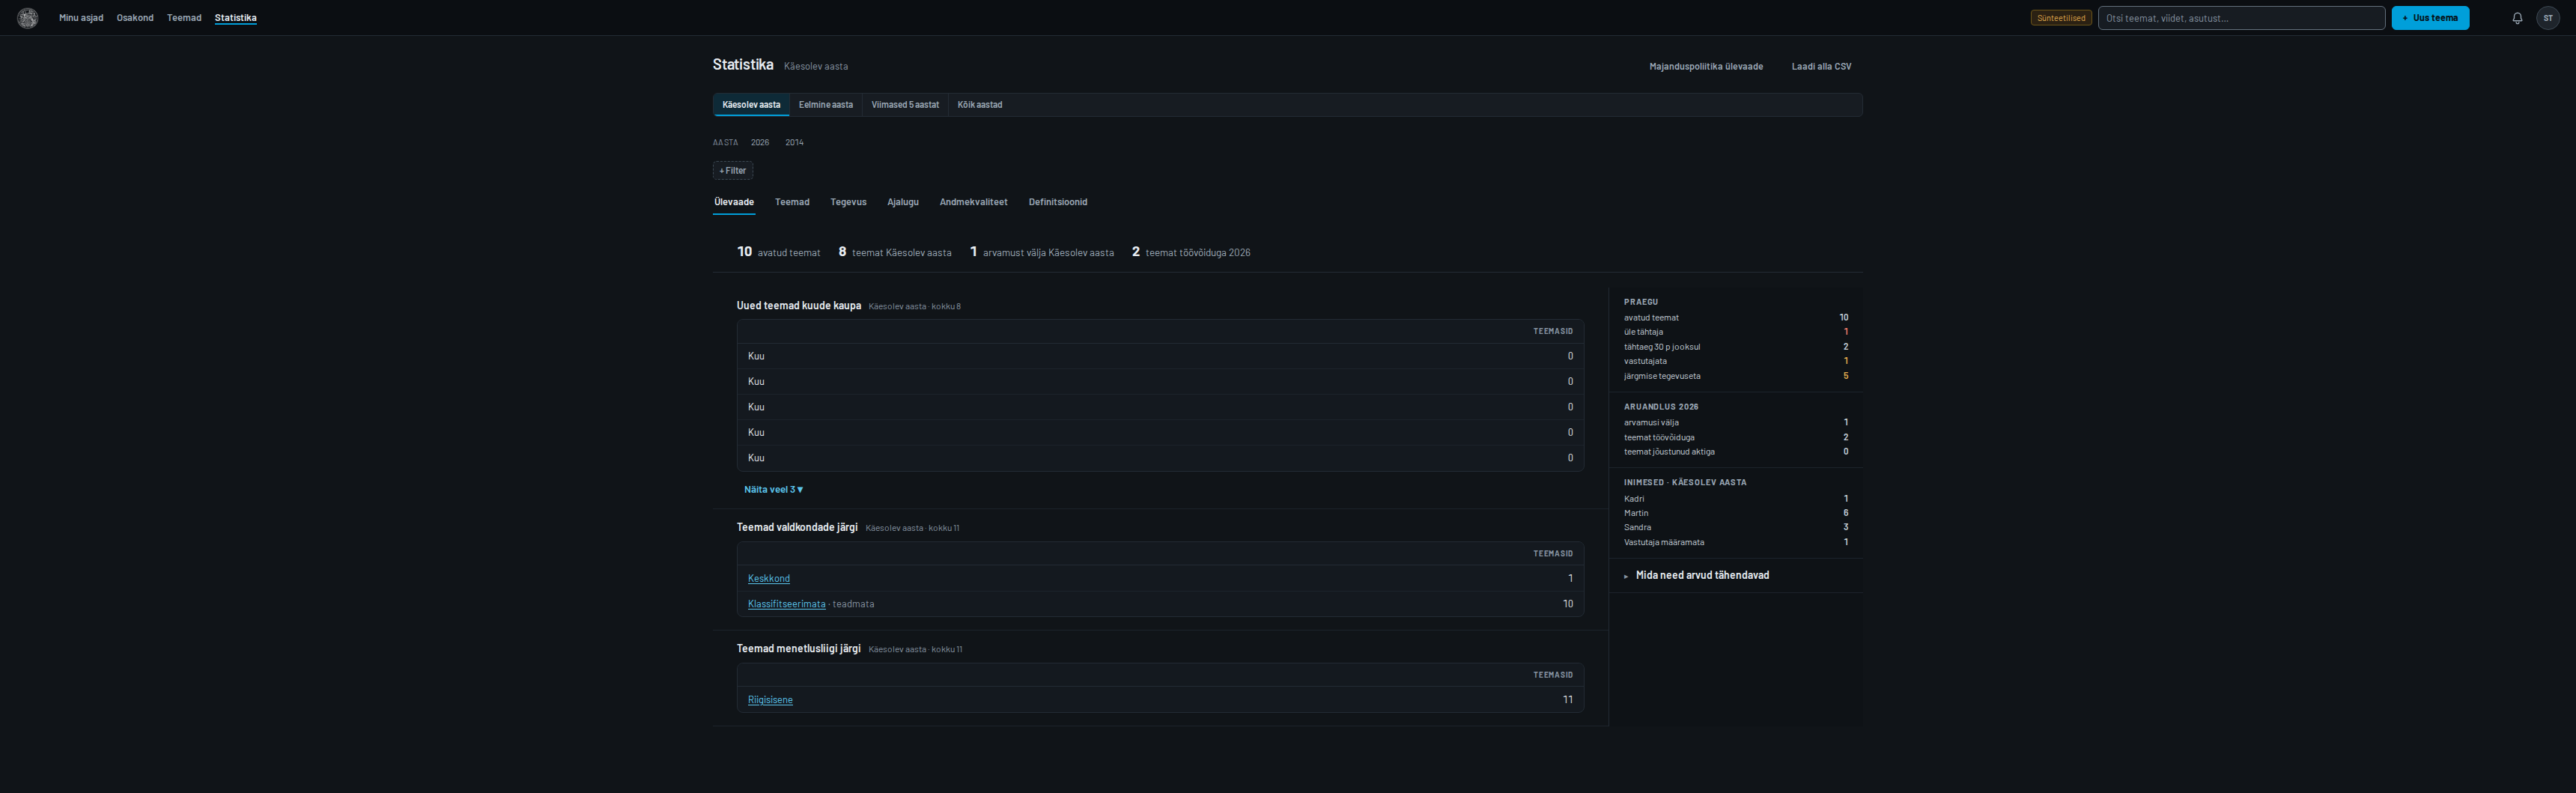 Minu asjad Osakond Teemad Statistika Sünteetilised Otsi teemat, viidet, asutust... + Uus teema ST
Statistika Käesolev aasta Majanduspoliitika ülevaade Laadi alla CSV
Käesolev aasta Eelmine aasta Viimased 5 aastat Kõik aastad
AASTA 2026 2014
+ Filter
Ülevaade Teemad Tegevus Ajalugu Andmekvaliteet Definitsioonid
10 avatud teemat 8 teemat Käesolev aasta 1 arvamust välja Käesolev aasta 2 teemat töövõiduga 2026
Uued teemad kuude kaupa Käesolev aasta · kokku 8
TEEMASID
Kuu 0
Kuu 0
Kuu 0
Kuu 0
Kuu 0
Näita veel 3 ▾
Teemad valdkondade järgi Käesolev aasta · kokku 11
TEEMASID
Keskkond 1
Klassifitseerimata · teadmata 10
Teemad menetlusliigi järgi Käesolev aasta · kokku 11
TEEMASID
Riigisisene 11
PRAEGU
avatud teemat 10
üle tähtaja 1
tähtaeg 30 p jooksul 2
vastutajata 1
järgmise tegevuseta 5
ARUANDLUS 2026
arvamusi välja 1
teemat töövõiduga 2
teemat jõustunud aktiga 0
INIMESED · KÄESOLEV AASTA
Kadri 1
Martin 6
Sandra 3
Vastutaja määramata 1
▸ Mida need arvud tähendavad